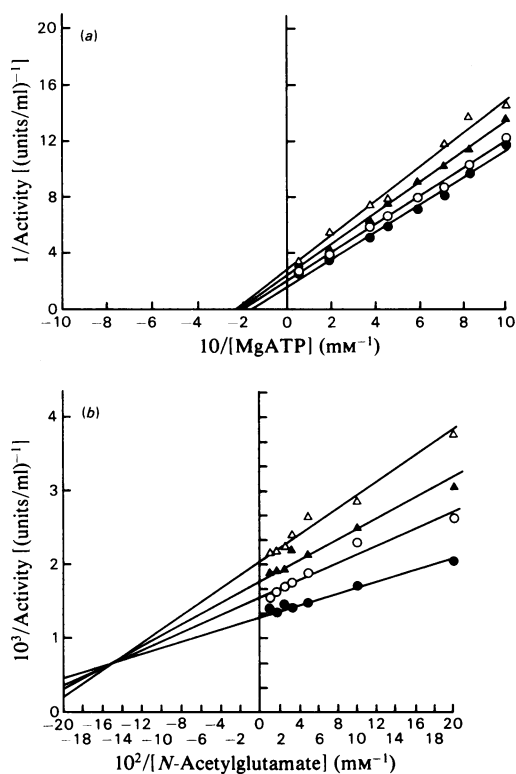 (a)
20
16
12
8
4
0
1/Activity [(units/ml)⁻¹]
−10 −8 −6 −4 −2 0 2 4 6 8 10
10/[MgATP] (mM⁻¹)
(b)
4
3
2
1
0
10³/Activity [(units/ml)⁻¹]
−20 −16 −12 −8 −4 0 4 8 12 16 20
−18 −14 −10 −6 −2 2 6 10 14 18
10²/[N-Acetylglutamate] (mM⁻¹)